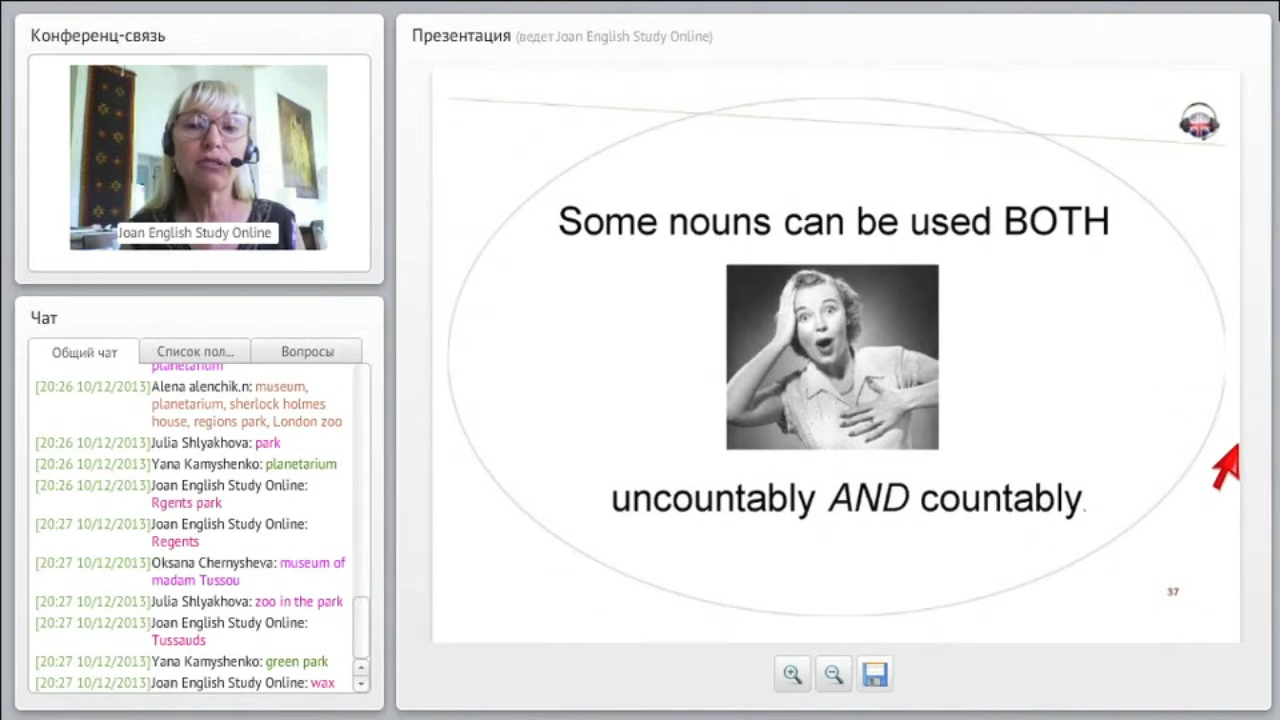 Конференц-связь
Joan English Study Online
Чат
Общий чат
Список пол...
Вопросы
planetarium
[20:26 10/12/2013] Alena alenchik.n: museum,
planetarium, sherlock holmes
house, regions park, London zoo
[20:26 10/12/2013] Julia Shlyakhova: park
[20:26 10/12/2013] Yana Kamyshenko: planetarium
[20:26 10/12/2013] Joan English Study Online:
Rgents park
[20:27 10/12/2013] Joan English Study Online:
Regents
[20:27 10/12/2013] Oksana Chernysheva: museum of
madam Tussou
[20:27 10/12/2013] Julia Shlyakhova: zoo in the park
[20:27 10/12/2013] Joan English Study Online:
Tussauds
[20:27 10/12/2013] Yana Kamyshenko: green park
[20:27 10/12/2013] Joan English Study Online: wax
Презентация (ведет Joan English Study Online)
Some nouns can be used BOTH
uncountably AND countably.
37